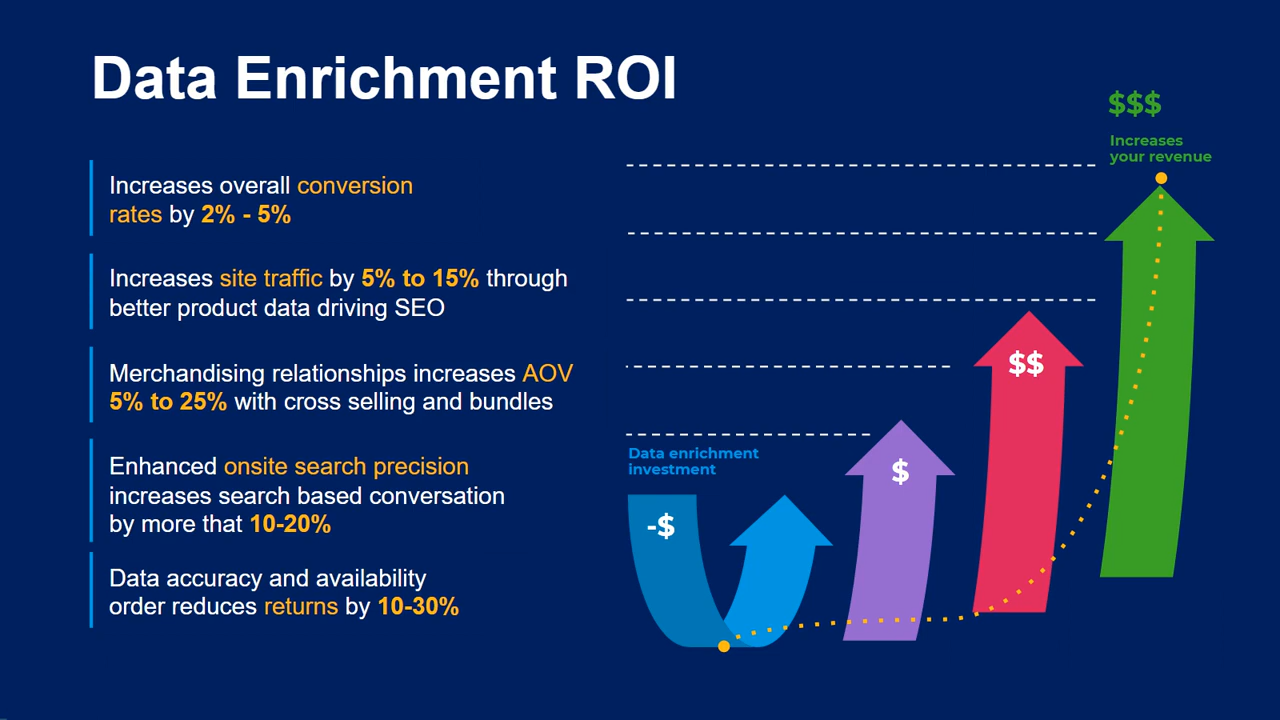 Data Enrichment ROI
Increases overall conversion
rates by 2% - 5%
Increases site traffic by 5% to 15% through
better product data driving SEO
Merchandising relationships increases AOV
5% to 25% with cross selling and bundles
Enhanced onsite search precision
increases search based conversation
by more that 10-20%
Data accuracy and availability
order reduces returns by 10-30%
$$$
Increases
your revenue
$$
$
Data enrichment
investment
-$